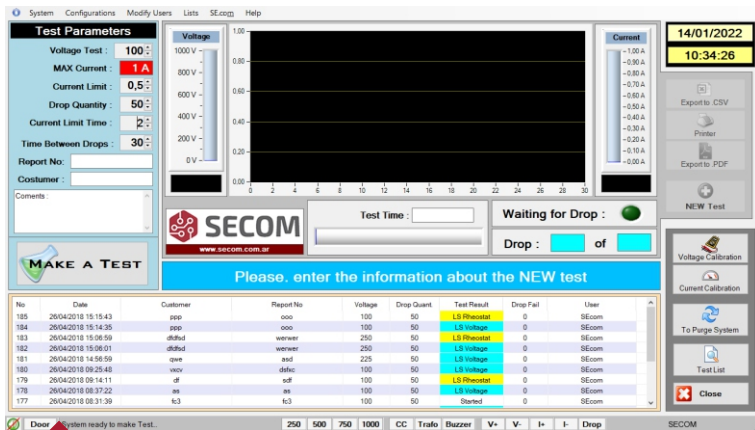 System Configurations Modify Users Lists SE.com Help
Test Parameters
Voltage Test : 100
MAX Current : 1 A
Current Limit : 0,5
Drop Quantity : 50
Current Limit Time : 2
Time Between Drops : 30
Report No:
Costumer :
Coments :
MAKE A TEST
Voltage
1000 V
800 V
600 V
400 V
200 V
0 V
1.00
0.80
0.60
0.40
0.20
0.00
0 2 4 6 8 10 12 14 16 18 20 22 24 26 28 30
Current
1,00 A
0,90 A
0,80 A
0,70 A
0,60 A
0,50 A
0,40 A
0,30 A
0,20 A
0,10 A
0,00 A
SECOM
www.secom.com.ar
Test Time :
Waiting for Drop :
Drop : of
Please. enter the information about the NEW test
14/01/2022
10:34:26
Export to .CSV
Printer
Export to .PDF
NEW Test
Voltage Calibration
Current Calibration
To Purge System
Test List
Close
No Date Customer Report No Voltage Drop Quant. Test Result Drop Fail User
185 26/04/2018 15:15:43 ppp ooo 100 50 LS Rheostat 0 SEcom
184 26/04/2018 15:14:35 ppp ooo 100 50 LS Voltage 0 SEcom
183 26/04/2018 15:06:59 dfdfsd werwer 250 50 LS Rheostat 0 SEcom
182 26/04/2018 15:06:01 dfdfsd werwer 250 50 LS Voltage 0 SEcom
181 26/04/2018 14:56:59 qwe asd 225 50 LS Voltage 0 SEcom
180 26/04/2018 09:25:48 vxcv dsfxc 100 50 LS Voltage 0 SEcom
179 26/04/2018 09:14:11 df sdf 100 50 LS Rheostat 0 SEcom
178 26/04/2018 08:37:22 as as 100 50 LS Voltage 0 SEcom
177 26/04/2018 08:31:39 fc3 fc3 100 50 Started 0 SEcom
Door System ready to make Test.. 250 500 750 1000 CC Trafo Buzzer V+ V- I+ I- Drop SECOM